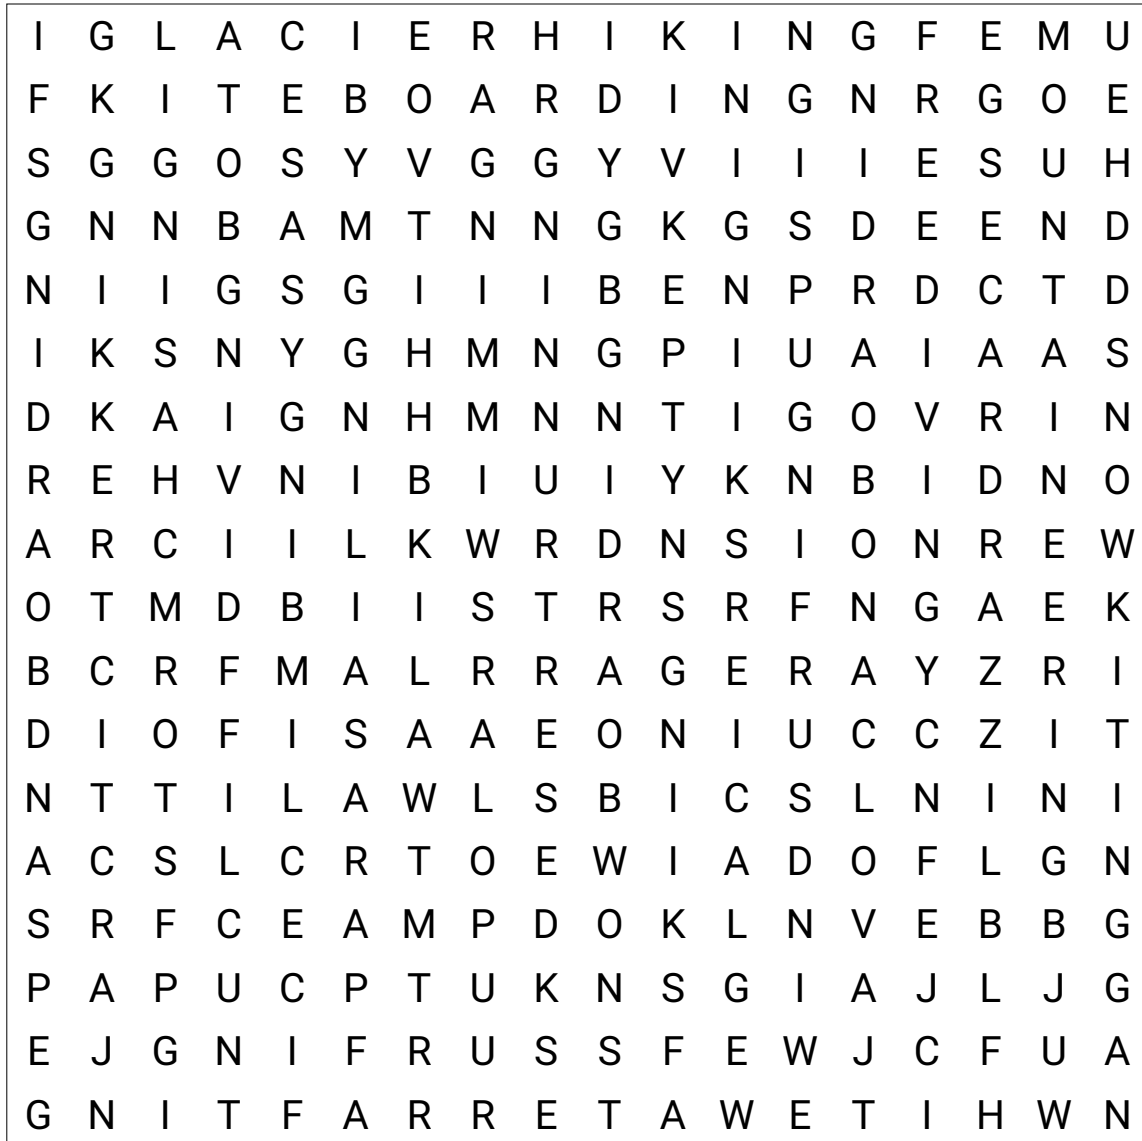 I G L A C I E R H I K I N G F E M U
F K I T E B O A R D I N G N R G O E
S G G O S Y V G G Y V I I I E S U H
G N N B A M T N N G K G S D E E N D
N I I G S G I I I B E N P R D C T D
I K S N Y G H M N G P I U A I A A S
D K A I G N H M N N T I G O V R I N
R E H V N I B I U I Y K N B I D N O
A R C I I L K W R D N S I O N R E W
O T M D B I I S T R S R F N G A E K
B C R F M A L R R A G E R A Y Z R I
D I O F I S A A E O N I U C C Z I T
N T T I L A W L S B I C S L N I N I
A C S L C R T O E W I A D O F L G N
S R F C E A M P D O K L N V E B B G
P A P U C P T U K N S G I A J L J G
E J G N I F R U S S F E W J C F U A
G N I T F A R R E T A W E T I H W N